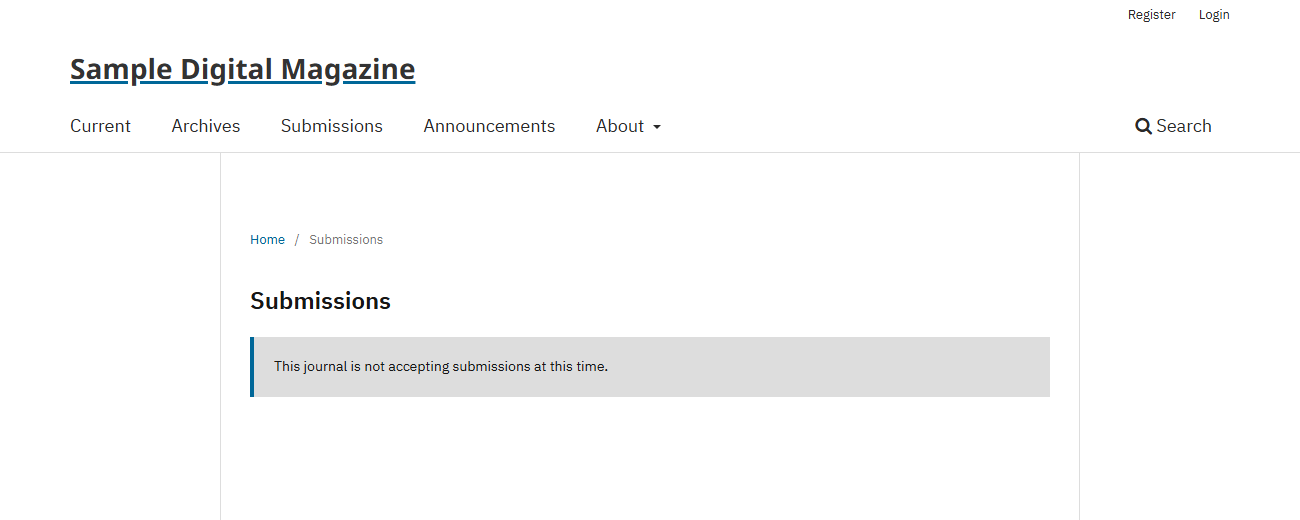 Register Login
Sample Digital Magazine
Current Archives Submissions Announcements About Search
Home / Submissions
Submissions
This journal is not accepting submissions at this time.